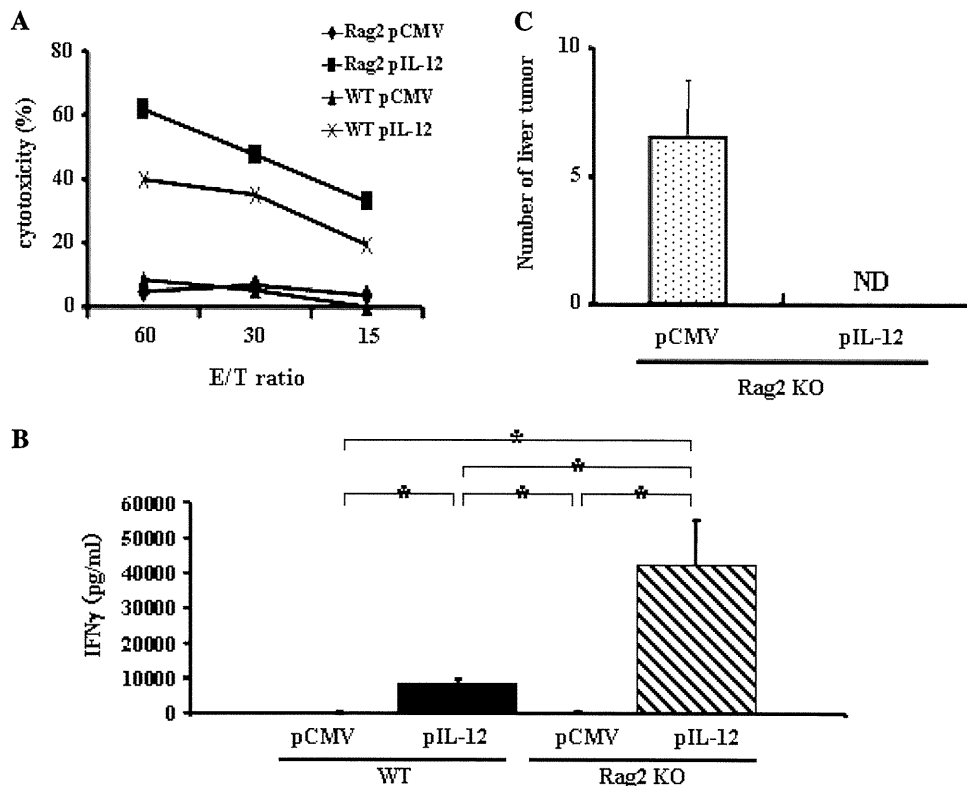 A
Rag2 pCMV
Rag2 pIL-12
WT pCMV
WT pIL-12
80
60
40
20
0
cytotoxicity (%)
60 30 15
E/T ratio
C
10
5
0
Number of liver tumor
ND
pCMV pIL-12
Rag2 KO
B
* 
*
* * *
60000
50000
40000
30000
20000
10000
0
IFNγ (pg/ml)
pCMV pIL-12 pCMV pIL-12
WT Rag2 KO